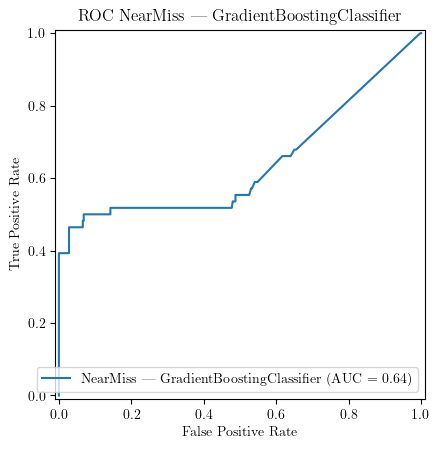 ROC NearMiss — GradientBoostingClassifier
1.0
0.8
0.6
0.4
0.2
0.0
True Positive Rate
NearMiss — GradientBoostingClassifier (AUC = 0.64)
0.0 0.2 0.4 0.6 0.8 1.0
False Positive Rate